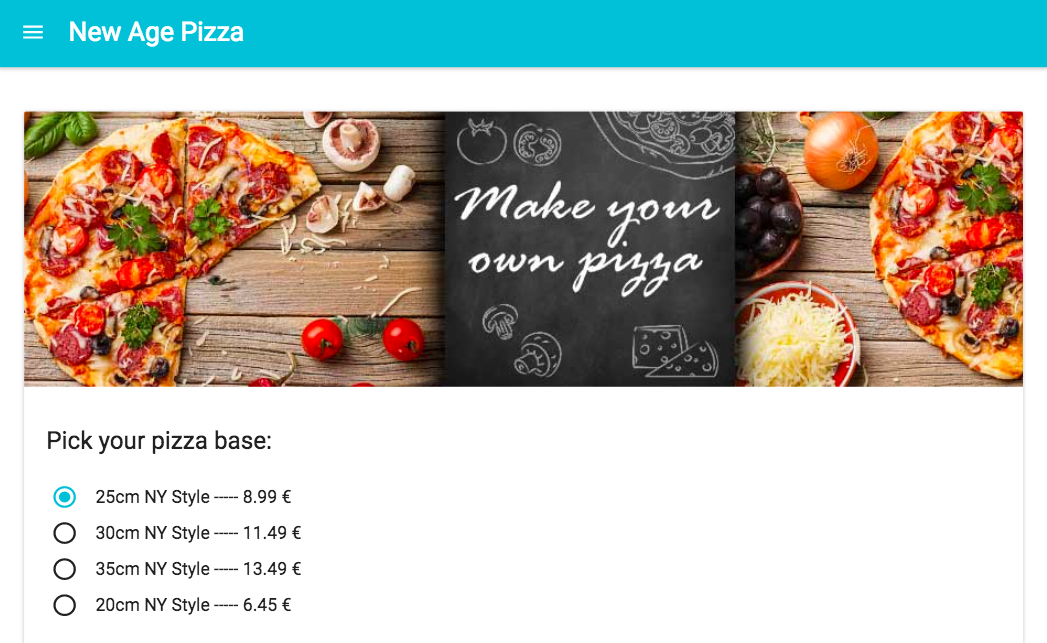 New Age Pizza
Make your
own pizza
Pick your pizza base:
25cm NY Style ----- 8.99 €
30cm NY Style ----- 11.49 €
35cm NY Style ----- 13.49 €
20cm NY Style ----- 6.45 €